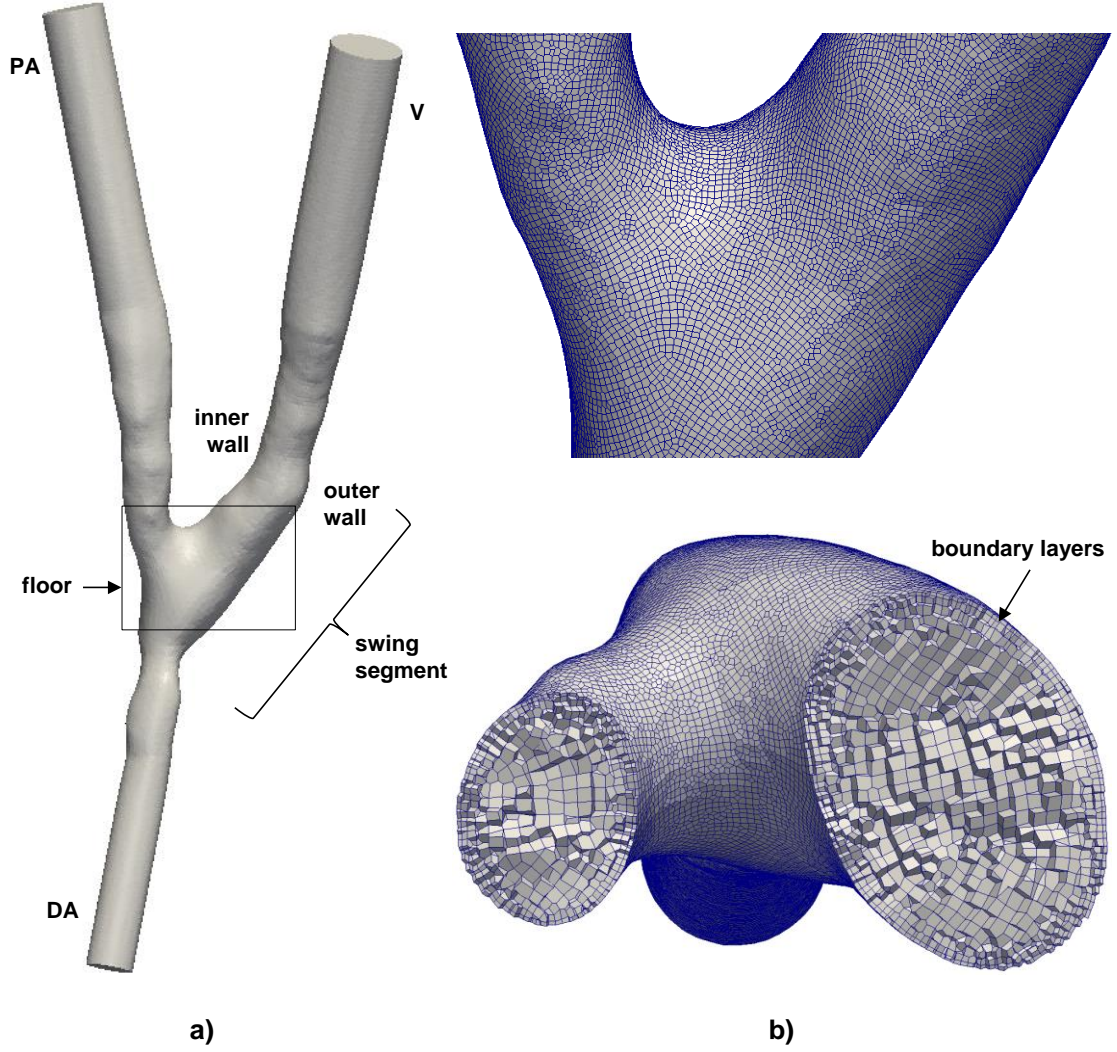 PA
V
inner
wall
outer
wall
floor
swing
segment
DA
a)
boundary layers
b)